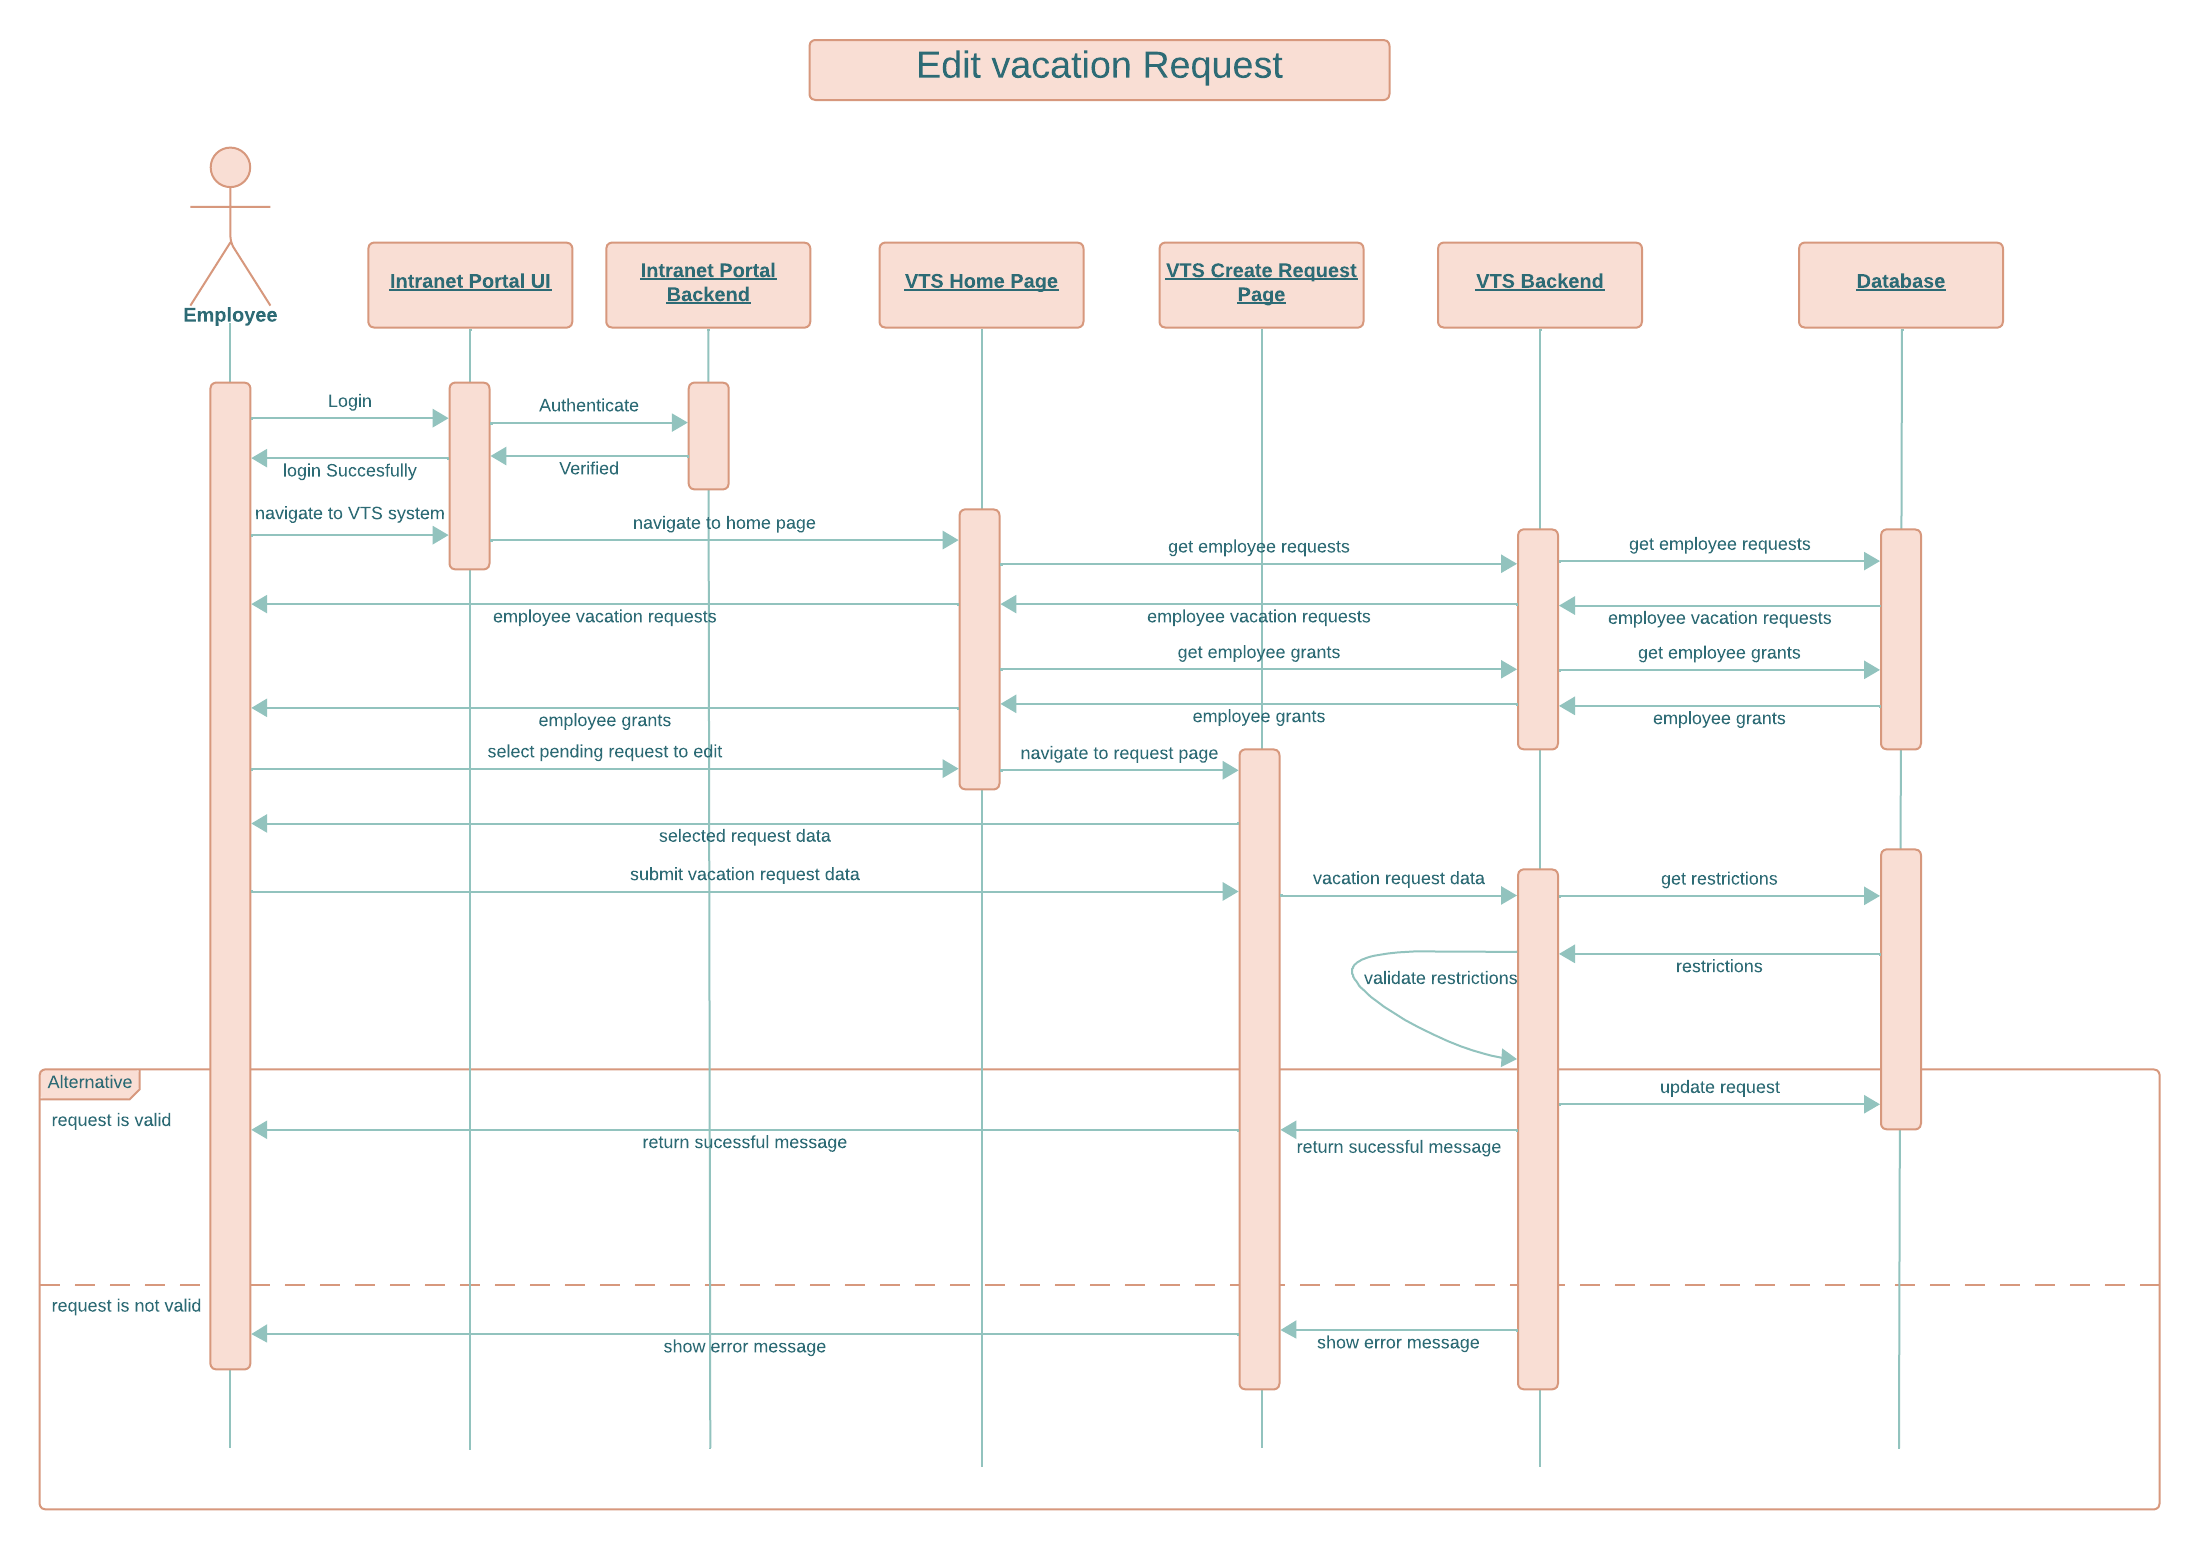 Edit vacation Request
Employee
Intranet Portal UI
Intranet Portal
Backend
VTS Home Page
VTS Create Request
Page
VTS Backend
Database
Login
Authenticate
login Succesfully
Verified
navigate to VTS system
navigate to home page
get employee requests
get employee requests
employee vacation requests
employee vacation requests
employee vacation requests
get employee grants
get employee grants
employee grants
employee grants
employee grants
select pending request to edit
navigate to request page
selected request data
submit vacation request data
vacation request data
get restrictions
restrictions
validate restrictions
Alternative
update request
request is valid
return sucessful message
return sucessful message
request is not valid
show error message
show error message